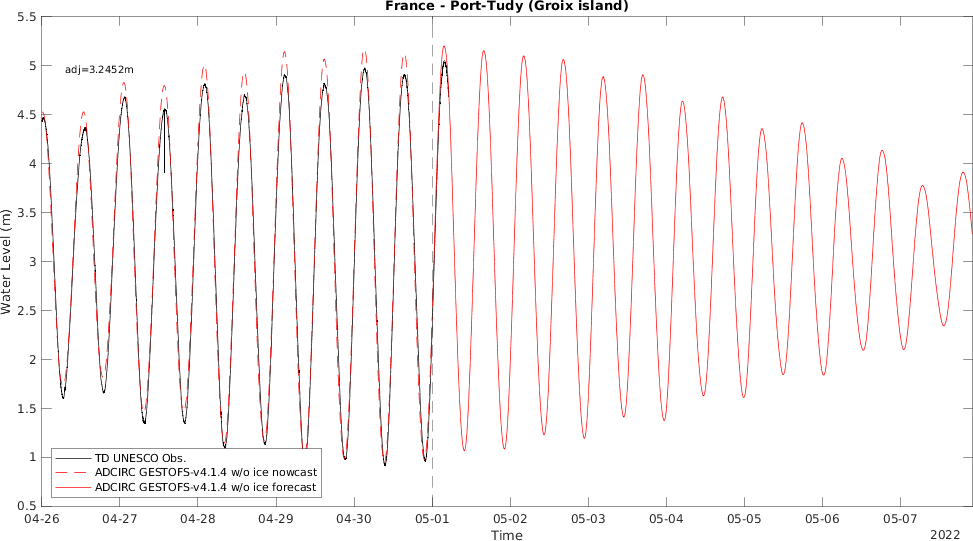 France - Port-Tudy (Groix island)
5.5
5
4.5
4
3.5
3
2.5
2
1.5
1
0.5
Water Level (m)
adj=3.2452m
TD UNESCO Obs.
ADCIRC GESTOFS-v4.1.4 w/o ice nowcast
ADCIRC GESTOFS-v4.1.4 w/o ice forecast
04-26 04-27 04-28 04-29 04-30 05-01 05-02 05-03 05-04 05-05 05-06 05-07
Time
2022